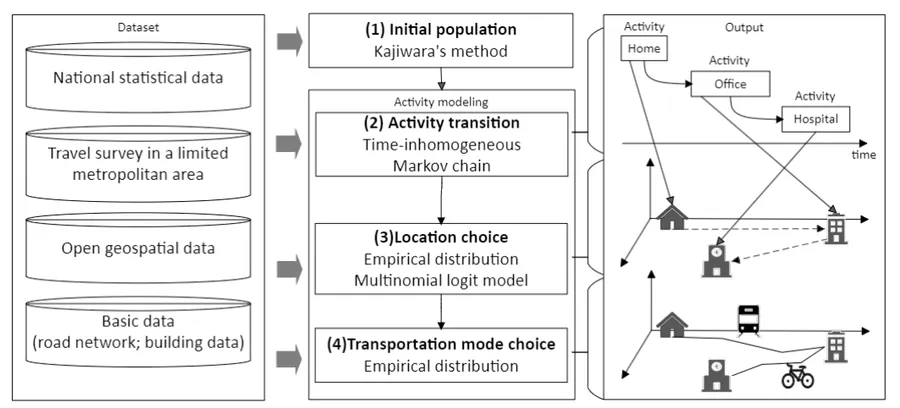 Dataset
National statistical data
Travel survey in a limited
metropolitan area
Open geospatial data
Basic data
(road network; building data)
(1) Initial population
Kajiwara's method
Activity modeling
(2) Activity transition
Time-inhomogeneous
Markov chain
(3)Location choice
Empirical distribution
Multinomial logit model
(4)Transportation mode choice
Empirical distribution
Output
Activity
Home
Activity
Office
Activity
Hospital
time